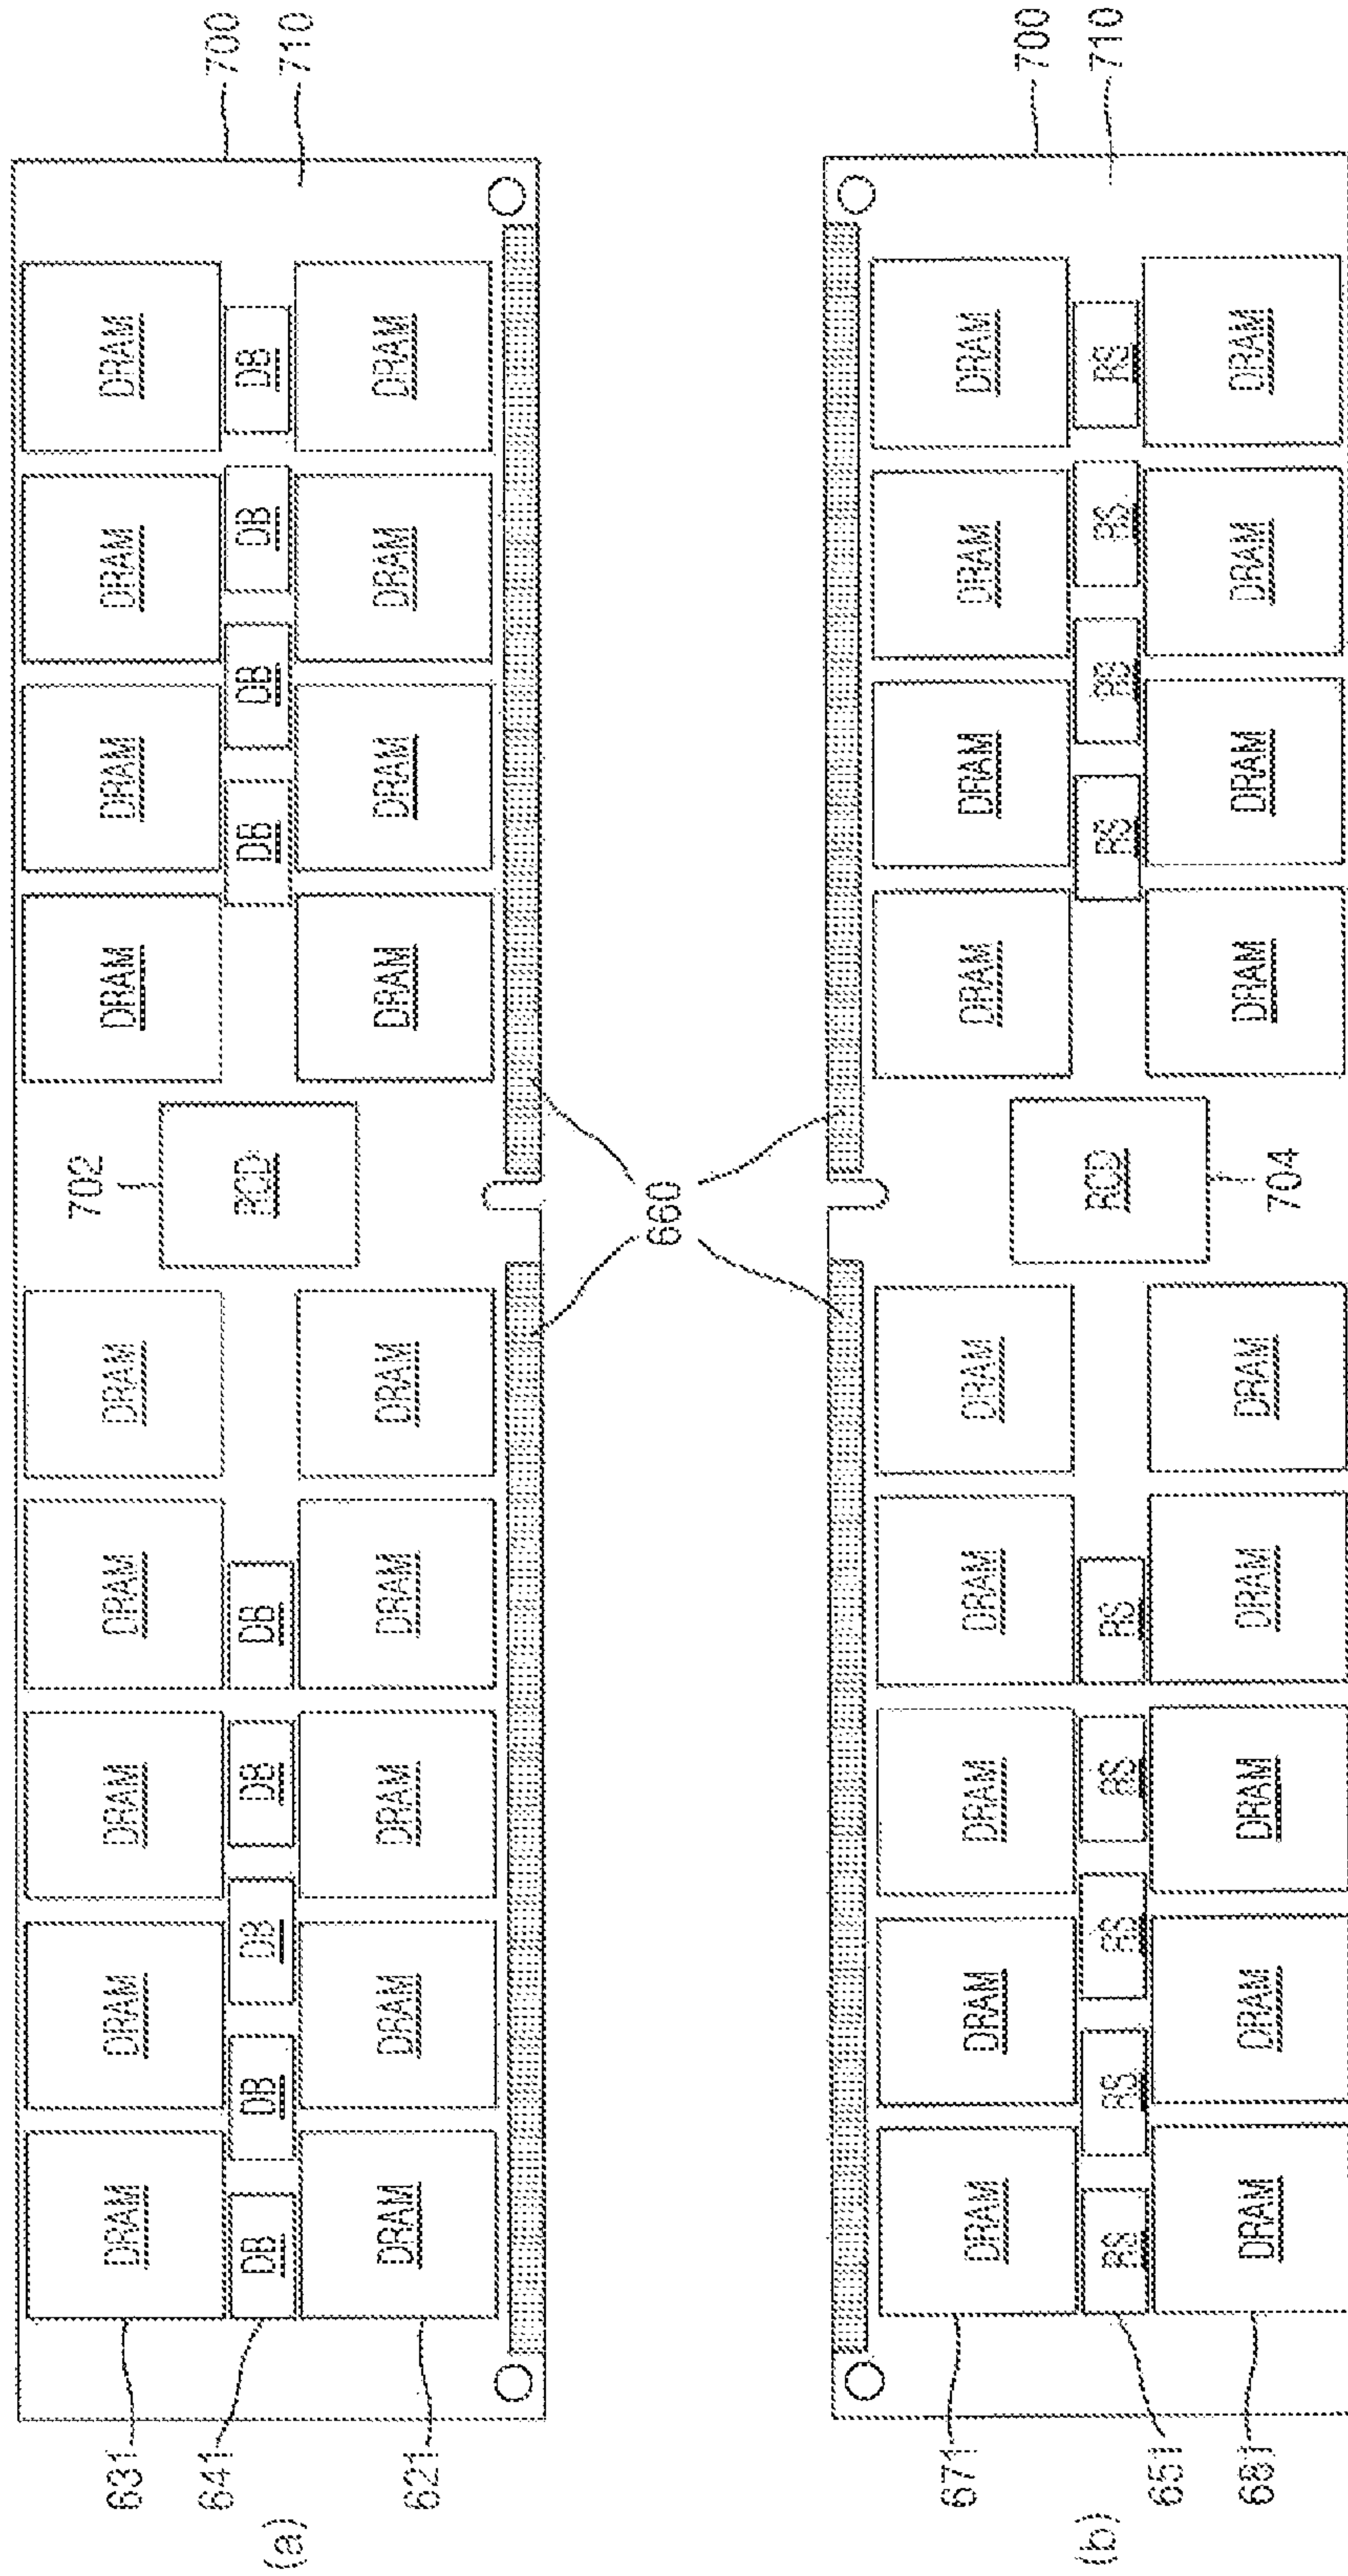 702
631 DRAM DRAM DRAM DRAM DRAM DRAM DRAM DRAM DRAM
700
641 DB DB DB DB DB RCD DB DB DB DB
(a)
710
621 DRAM DRAM DRAM DRAM DRAM DRAM DRAM DRAM DRAM
660
671 DRAM DRAM DRAM DRAM DRAM DRAM DRAM DRAM DRAM
700
(b)
RS RS RS RS RS RCD RS RS RS RS
710
651
681 DRAM DRAM DRAM DRAM DRAM DRAM DRAM DRAM DRAM
704